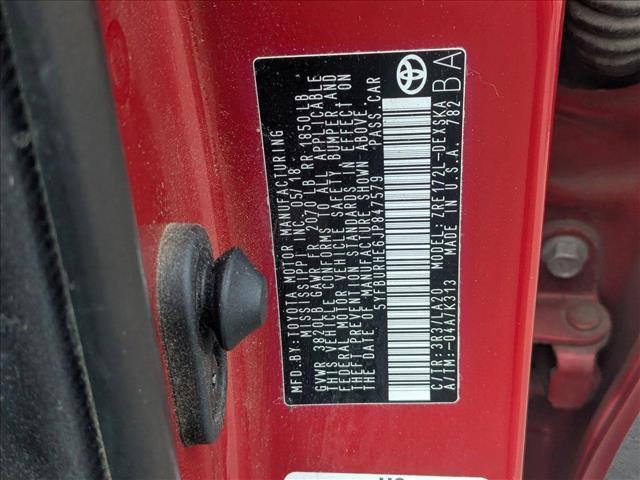 MFD.BY:TOYOTA MOTOR MANUFACTURING
MISSISSIPPI, INC. 05/18
GVWR 3820LB GAWR FR 2070 LB, RR 1850 LB
THIS VEHICLE CONFORMS TO ALL APPLICABLE
FEDERAL MOTOR VEHICLE SAFETY, BUMPER AND
THEFT PREVENTION STANDARDS IN EFFECT ON
THE DATE OF MANUFACTURE SHOWN ABOVE.
5YFBURHE6JP847579 PASS.CAR
C/TR:3R3/LA20 MODEL:ZRE172L-DEXSKA
A/TM:-04A/K313 MADE IN U.S.A. 782
BA